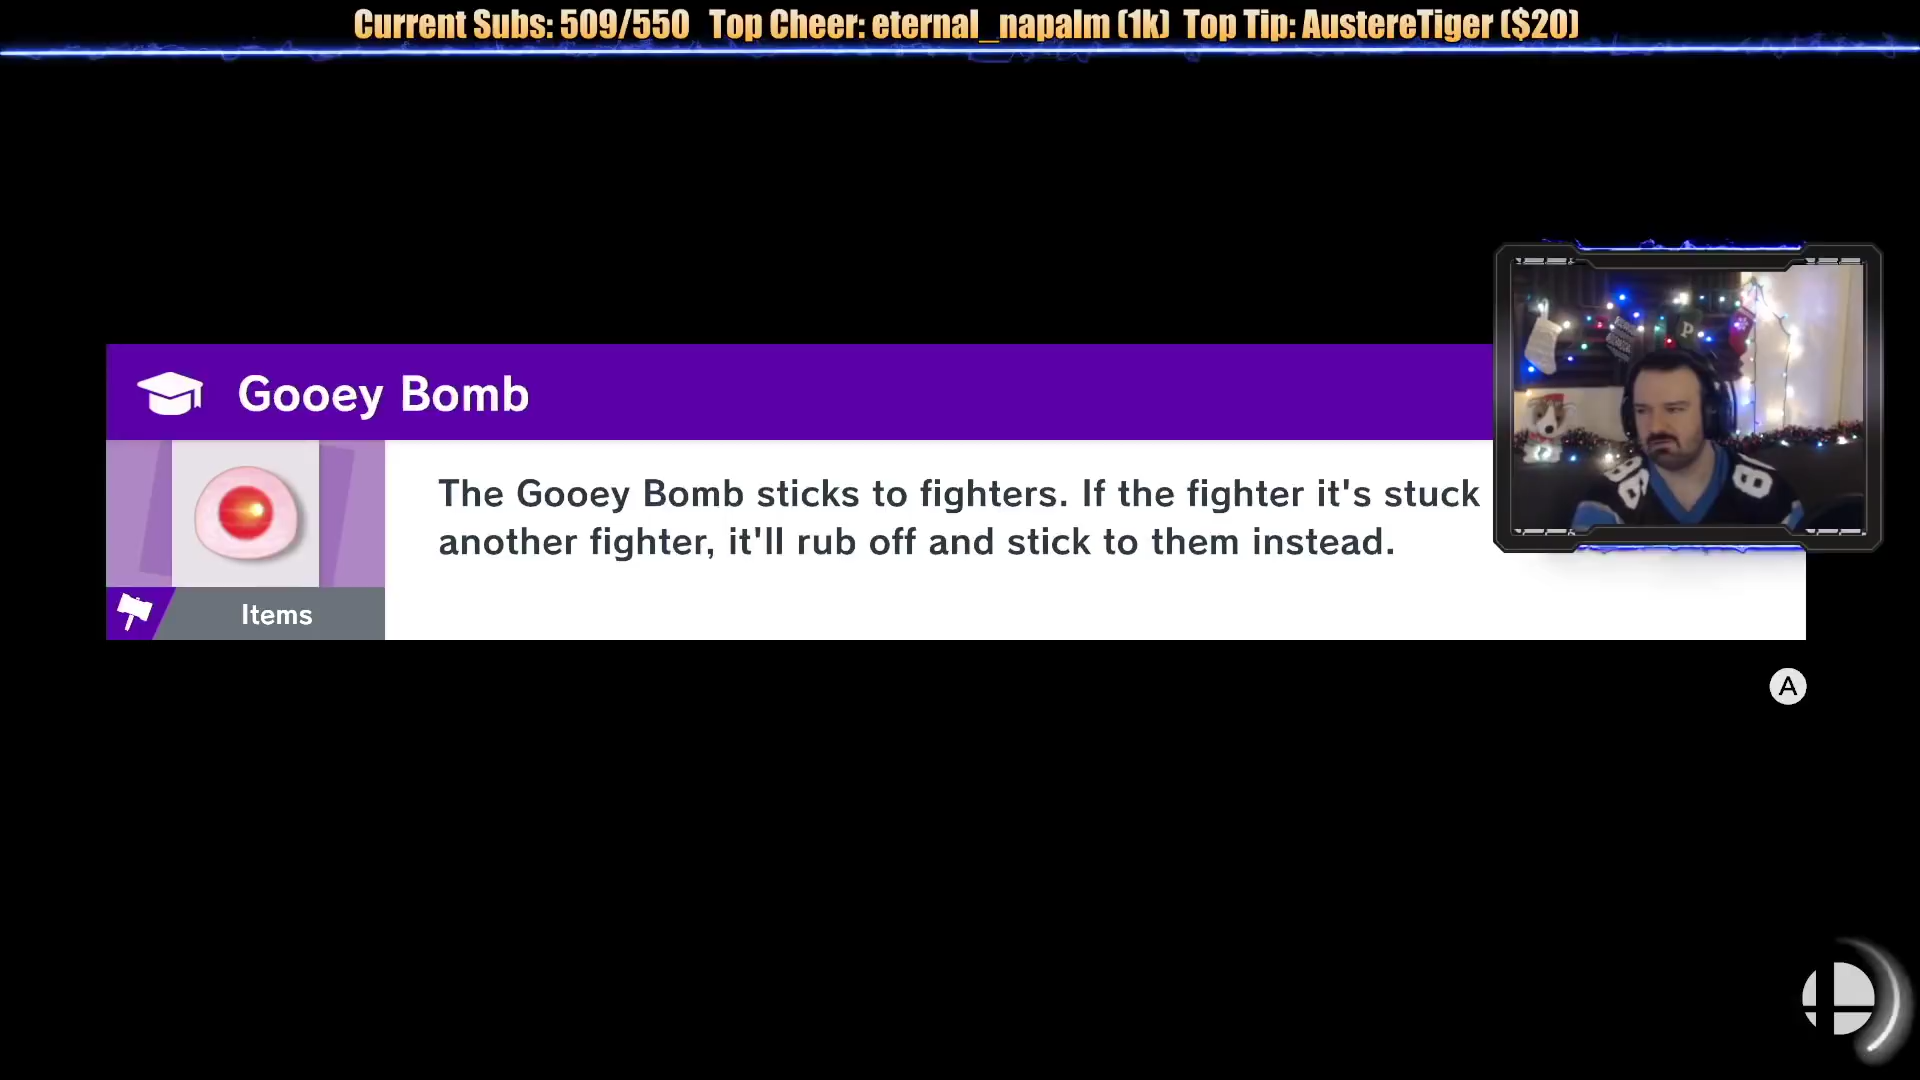 Current Subs: 509/550 Top Cheer: eternal_napalm (1k) Top Tip: AustereTiger ($20)
Gooey Bomb
The Gooey Bomb sticks to fighters. If the fighter it's stuck
another fighter, it'll rub off and stick to them instead.
Items
A
P